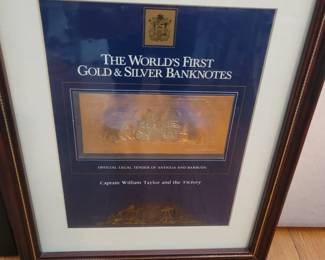 THE WORLD'S FIRST
GOLD & SILVER BANKNOTES
OFFICIAL LEGAL TENDER OF ANTIGUA AND BARBUDA
Captain William Taylor and the Victory